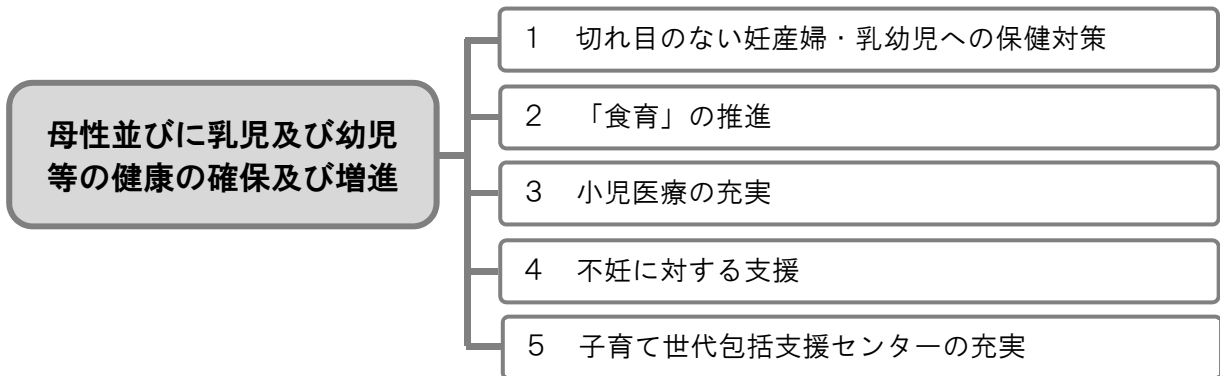 母性並びに乳児及び幼児
等の健康の確保及び増進
1　切れ目のない妊産婦・乳幼児への保健対策
2　「食育」の推進
3　小児医療の充実
4　不妊に対する支援
5　子育て世代包括支援センターの充実